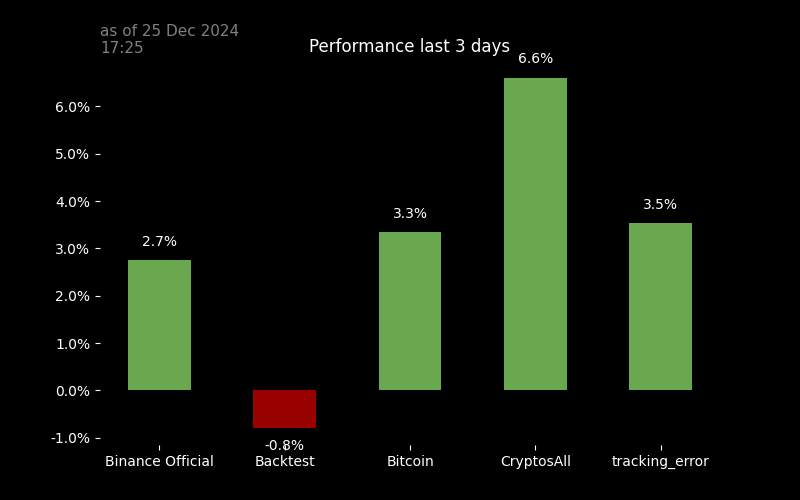 as of 25 Dec 2024
17:25
Performance last 3 days
6.6%
6.0%
5.0%
4.0%
3.5%
3.3%
3.0%
2.7%
2.0%
1.0%
0.0%
-1.0%
-0.8%
Binance Official
Backtest
Bitcoin
CryptosAll
tracking_error